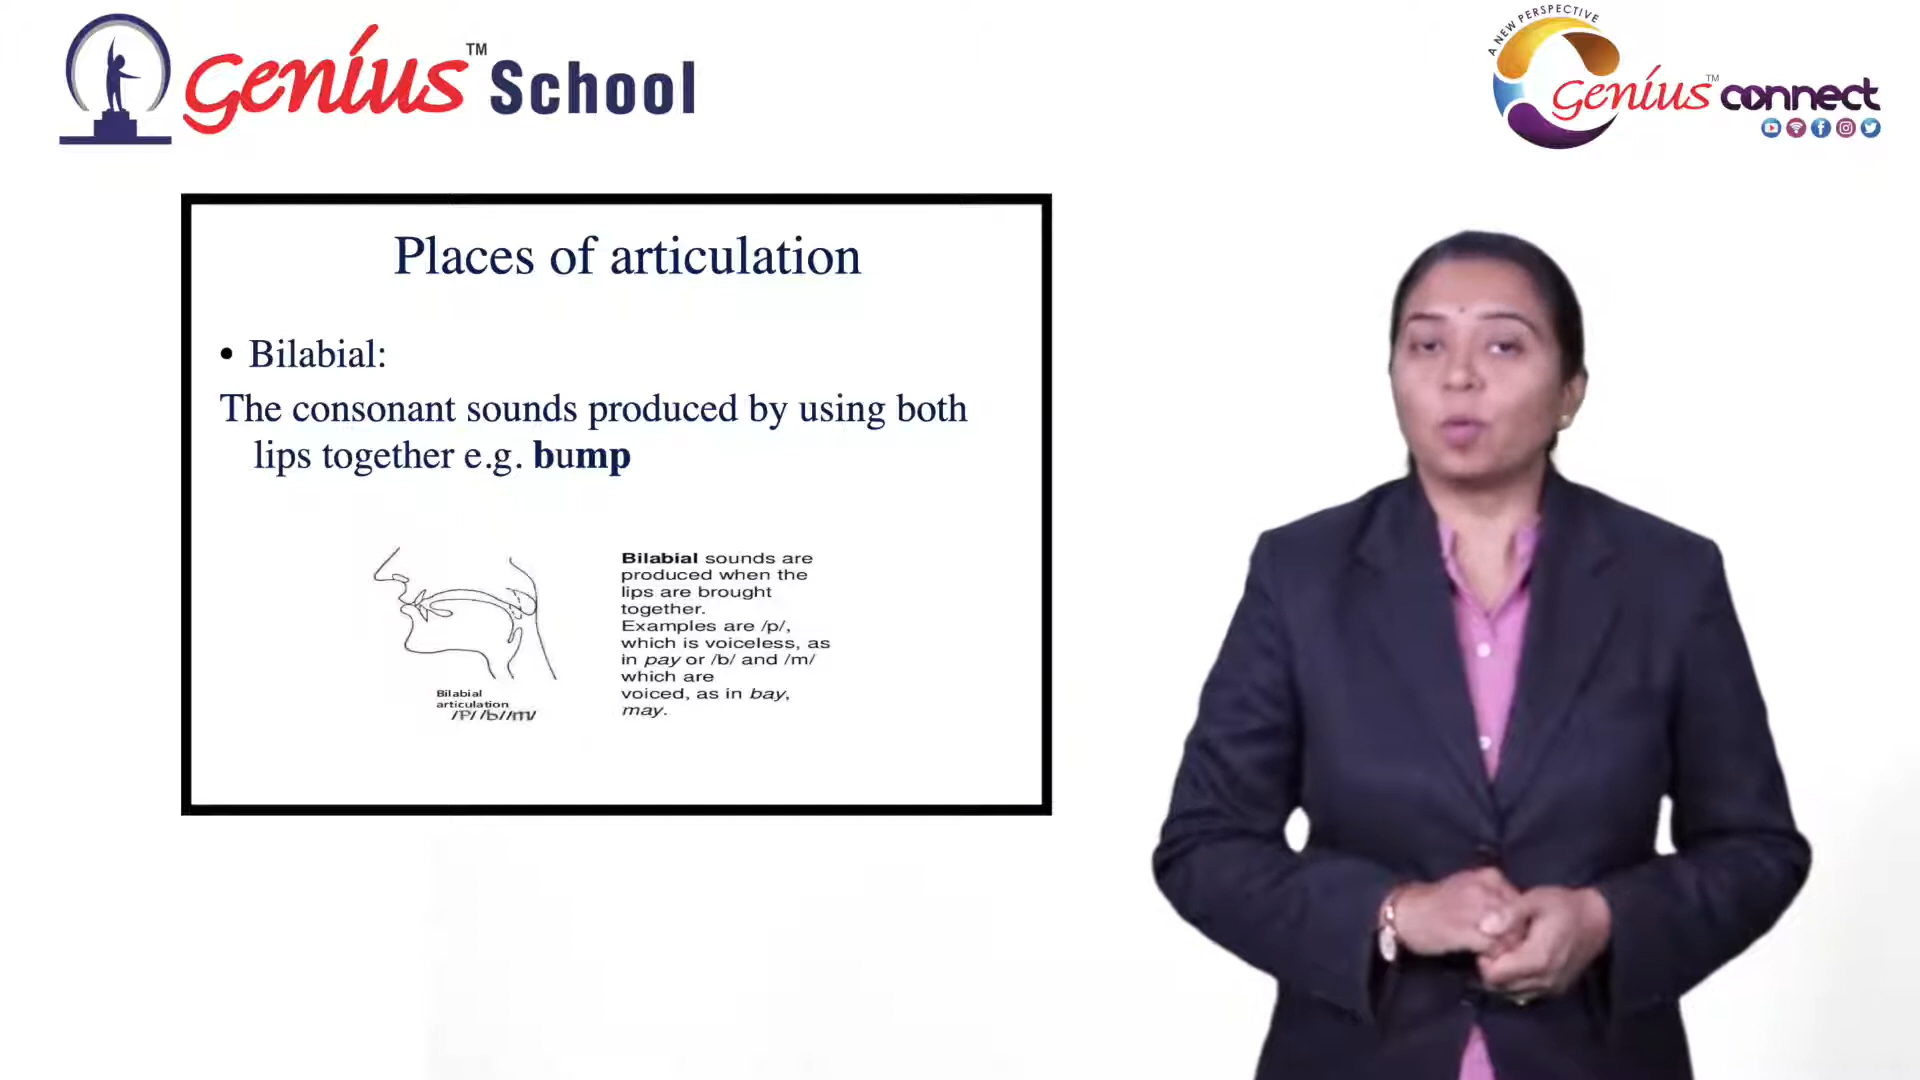 Genius™ School
A NEW PERSPECTIVE
Genius™ connect
Places of articulation
• Bilabial:
The consonant sounds produced by using both
lips together e.g. bump
Bilabial sounds are
produced when the
lips are brought
together.
Examples are /p/,
which is voiceless, as
in pay or /b/ and /m/
which are
voiced, as in bay,
may.
Bilabial
articulation
/P/ /b/ /m/